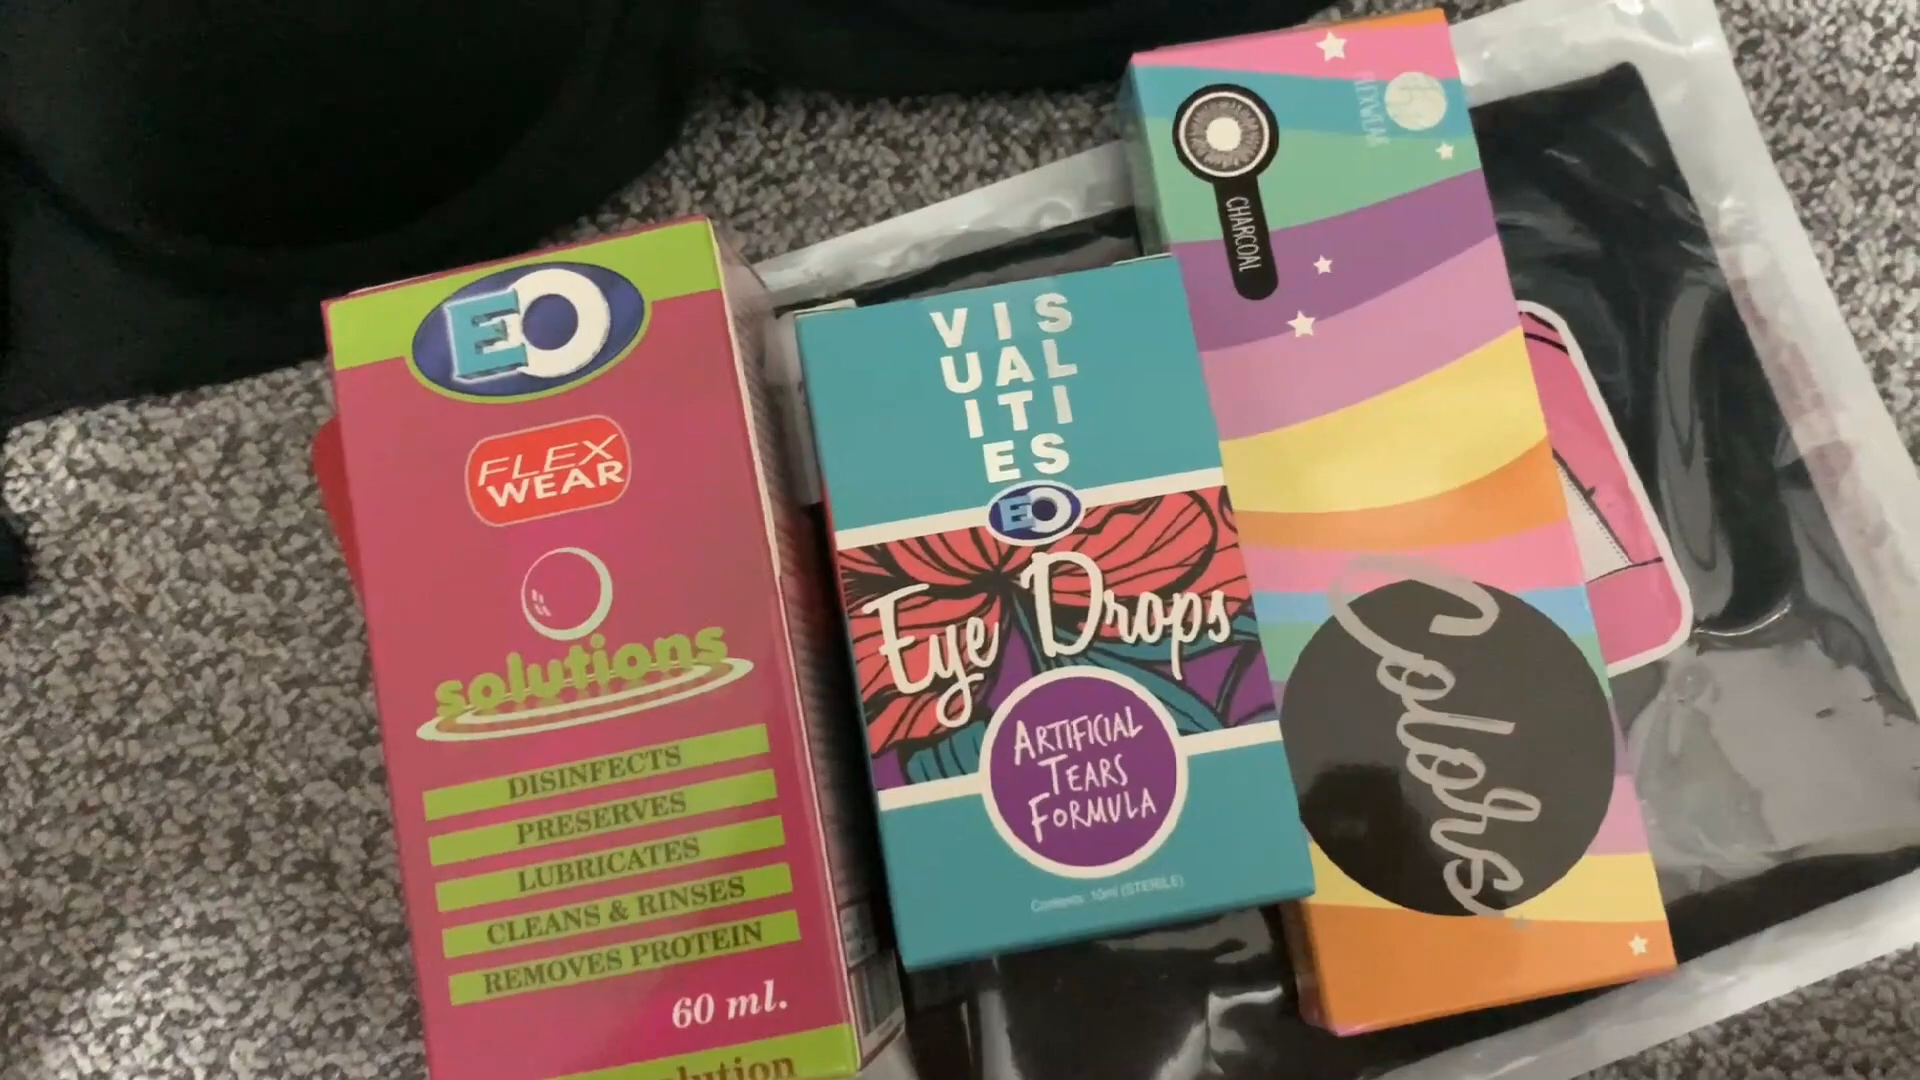 EO
FLEX
WEAR
solutions
DISINFECTS
PRESERVES
LUBRICATES
CLEANS & RINSES
REMOVES PROTEIN
60 ml.
VIS
UAL
ITI
ES
EO
Eye Drops
ARTIFICIAL
TEARS
FORMULA
Contents: 10ml (STERILE)
FLEXWEAR
CHARCOAL
Colors